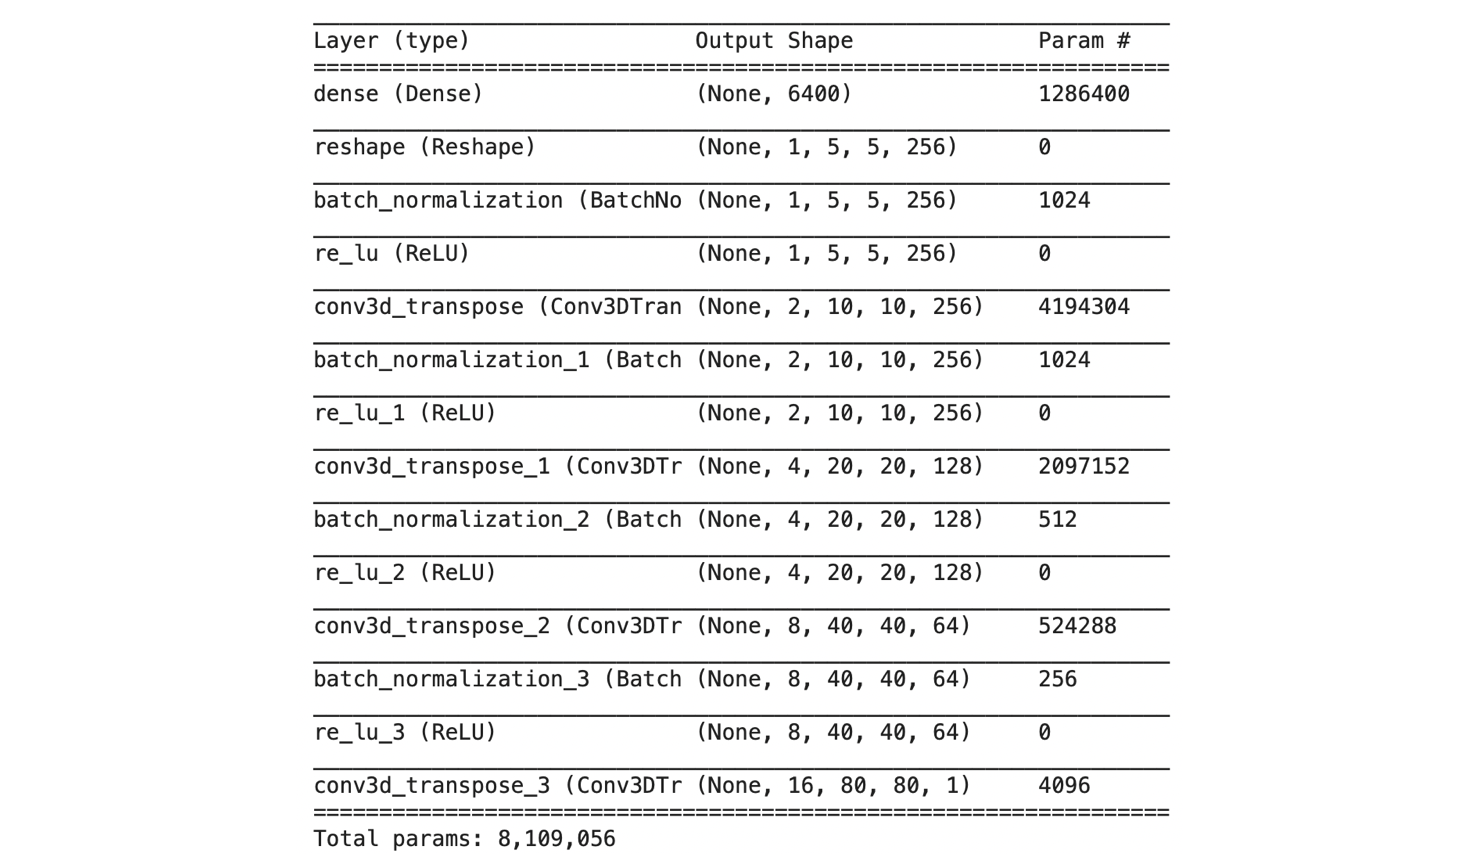 Layer (type) Output Shape Param #
dense (Dense) (None, 6400) 1286400
reshape (Reshape) (None, 1, 5, 5, 256) 0
batch_normalization (BatchNo (None, 1, 5, 5, 256) 1024
re_lu (ReLU) (None, 1, 5, 5, 256) 0
conv3d_transpose (Conv3DTran (None, 2, 10, 10, 256) 4194304
batch_normalization_1 (Batch (None, 2, 10, 10, 256) 1024
re_lu_1 (ReLU) (None, 2, 10, 10, 256) 0
conv3d_transpose_1 (Conv3DTr (None, 4, 20, 20, 128) 2097152
batch_normalization_2 (Batch (None, 4, 20, 20, 128) 512
re_lu_2 (ReLU) (None, 4, 20, 20, 128) 0
conv3d_transpose_2 (Conv3DTr (None, 8, 40, 40, 64) 524288
batch_normalization_3 (Batch (None, 8, 40, 40, 64) 256
re_lu_3 (ReLU) (None, 8, 40, 40, 64) 0
conv3d_transpose_3 (Conv3DTr (None, 16, 80, 80, 1) 4096
Total params: 8,109,056